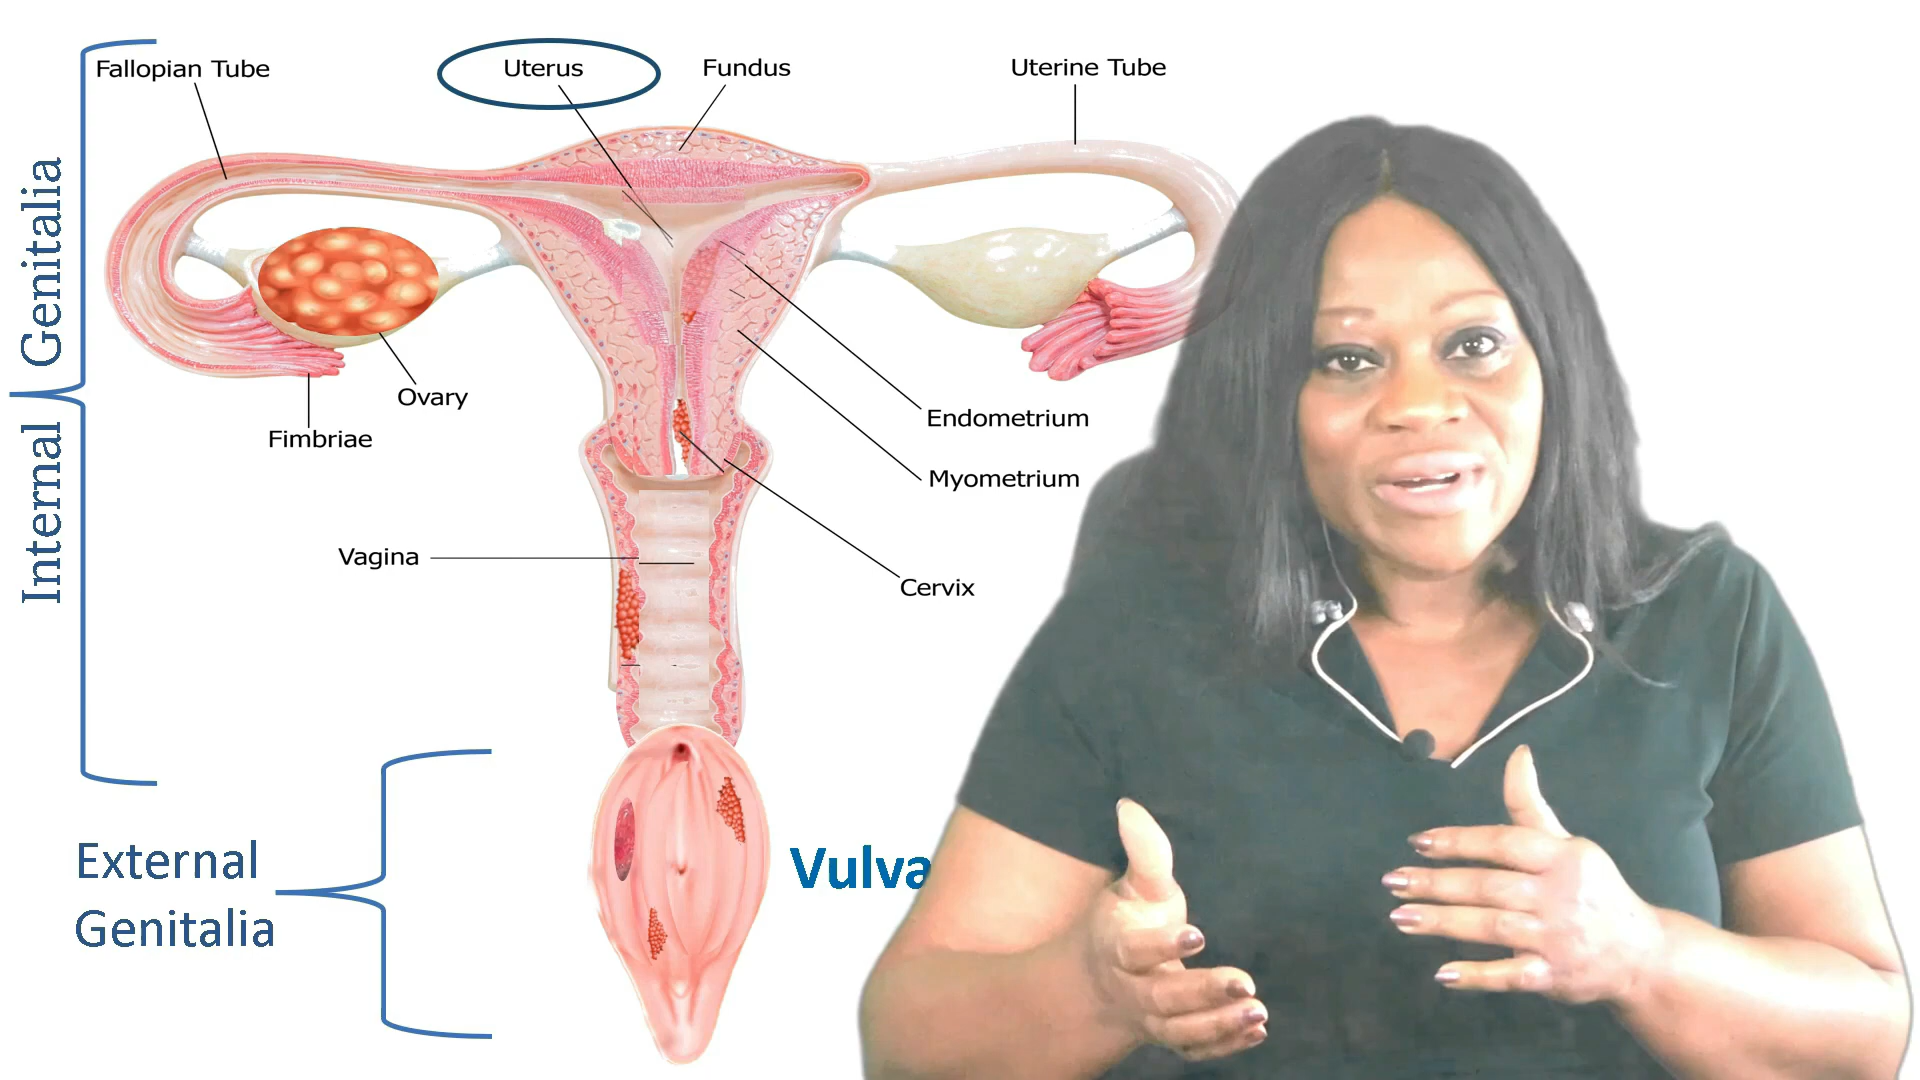 Fallopian Tube
Uterus
Fundus
Uterine Tube
Internal Genitalia
Ovary
Fimbriae
Endometrium
Myometrium
Vagina
Cervix
External
Genitalia
Vulva